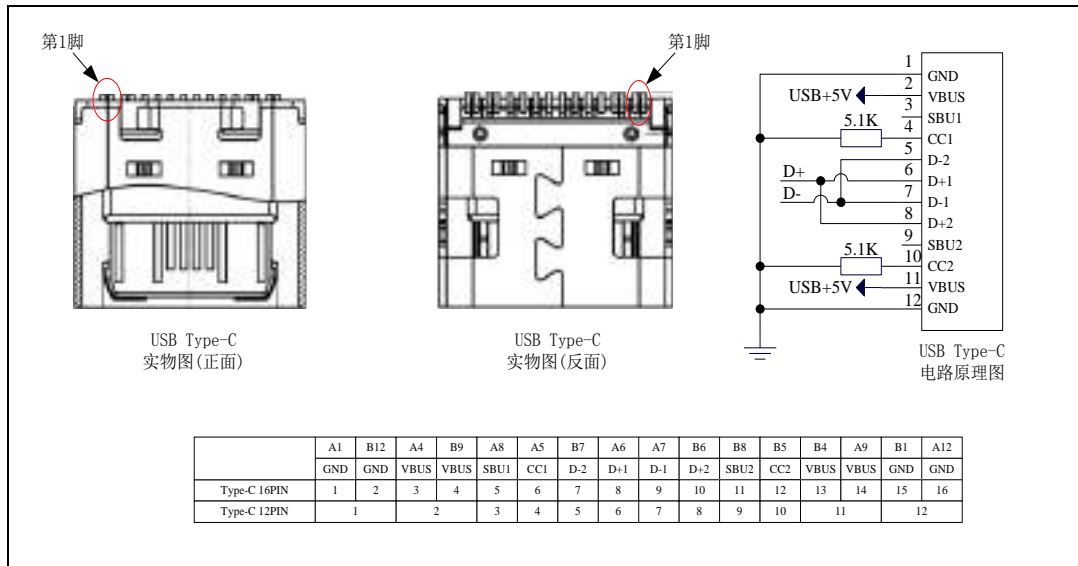 第1脚
第1脚
USB Type-C
实物图(正面)
USB Type-C
实物图(反面)
1 GND
USB+5V 2 VBUS
3 SBU1
5.1K 4 CC1
5 D-2
D+ 6 D+1
D- 7 D-1
8 D+2
9 SBU2
5.1K 10 CC2
USB+5V 11 VBUS
12 GND
USB Type-C
电路原理图
A1 B12 A4 B9 A8 A5 B7 A6 A7 B6 B8 B5 B4 A9 B1 A12
GND GND VBUS VBUS SBU1 CC1 D-2 D+1 D-1 D+2 SBU2 CC2 VBUS VBUS GND GND
Type-C 16PIN 1 2 3 4 5 6 7 8 9 10 11 12 13 14 15 16
Type-C 12PIN 1 2 3 4 5 6 7 8 9 10 11 12